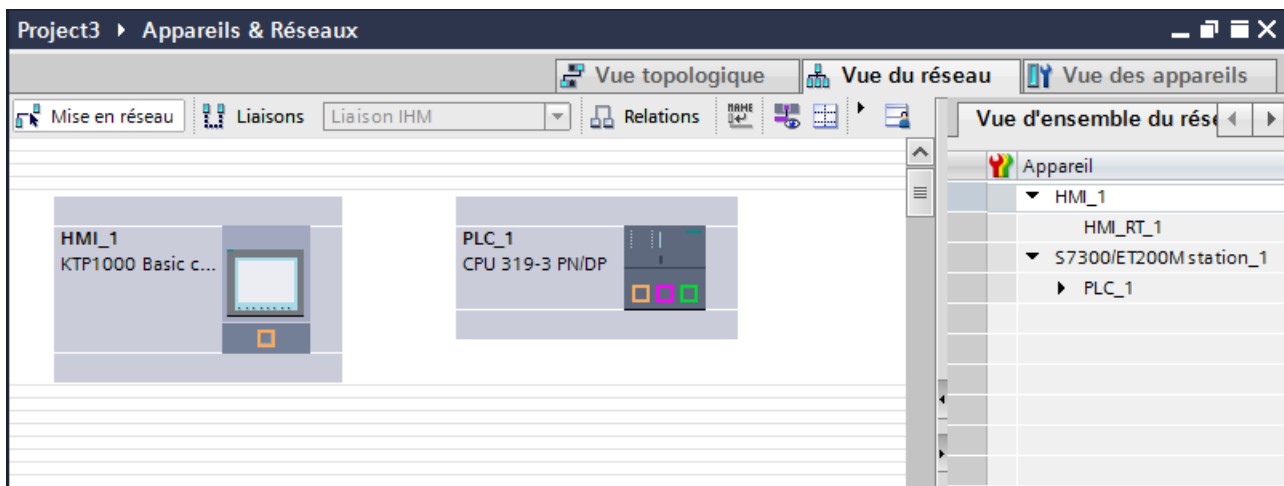 Project3 ▸ Appareils & Réseaux
Vue topologique Vue du réseau Vue des appareils
Mise en réseau Liaisons Liaison IHM Relations NAME Vue d'ensemble du rése
Appareil
HMI_1
HMI_RT_1
S7300/ET200M station_1
PLC_1
HMI_1
KTP1000 Basic c...
PLC_1
CPU 319-3 PN/DP